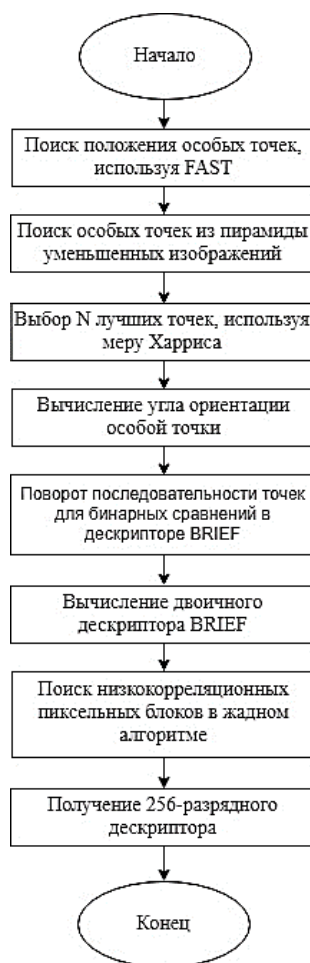 Начало
Поиск положения особых точек,
используя FAST
Поиск особых точек из пирамиды
уменьшенных изображений
Выбор N лучших точек, используя
меру Харриса
Вычисление угла ориентации
особой точки
Поворот последовательности точек
для бинарных сравнений в
дескрипторе BRIEF
Вычисление двоичного
дескриптора BRIEF
Поиск низкокорреляционных
пиксельных блоков в жадном
алгоритме
Получение 256-разрядного
дескриптора
Конец